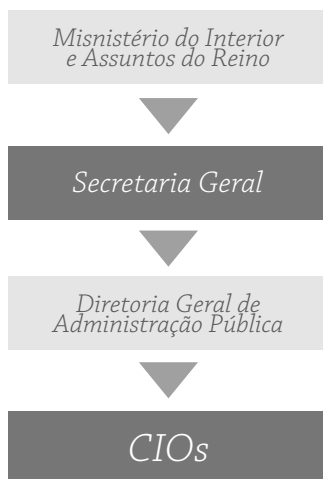 Misnistério do Interior
e Assuntos do Reino
Secretaria Geral
Diretoria Geral de
Administração Pública
CIOs